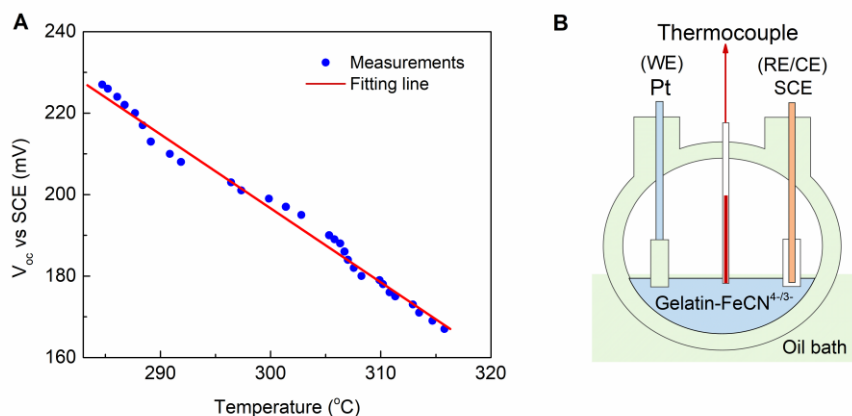 A
240
220
200
180
160
V_oc vs SCE (mV)
Measurements
Fitting line
290
300
310
320
Temperature (°C)
B
Thermocouple
(WE)
Pt
(RE/CE)
SCE
Gelatin-FeCN⁴⁻/³⁻
Oil bath